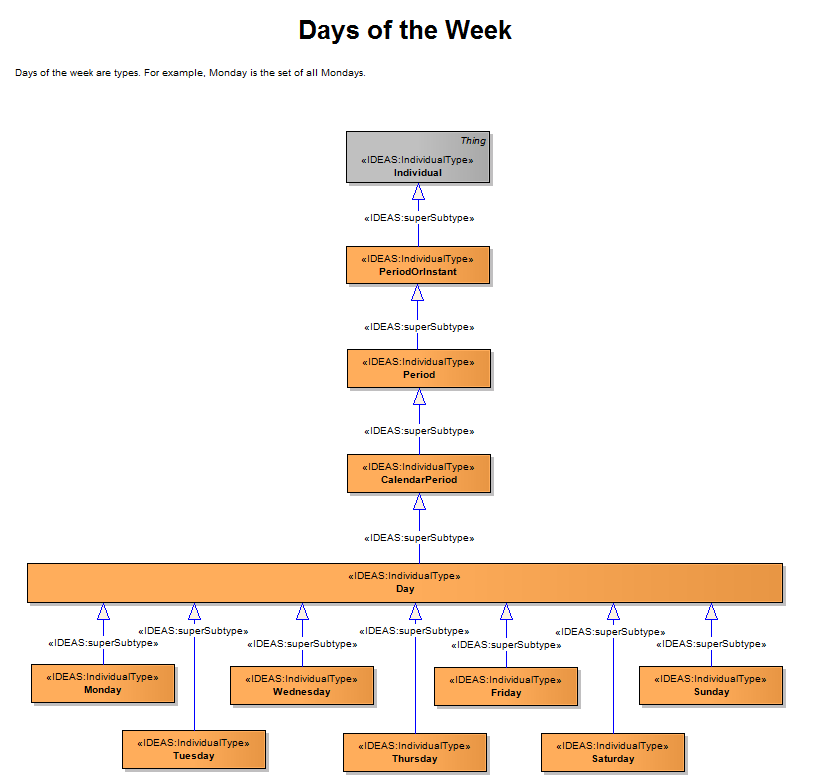 Days of the Week
Days of the week are types. For example, Monday is the set of all Mondays.
Thing
«IDEAS:IndividualType»
Individual
«IDEAS:superSubtype»
«IDEAS:IndividualType»
PeriodOrInstant
«IDEAS:superSubtype»
«IDEAS:IndividualType»
Period
«IDEAS:superSubtype»
«IDEAS:IndividualType»
CalendarPeriod
«IDEAS:superSubtype»
«IDEAS:IndividualType»
Day
«IDEAS:superSubtype»
«IDEAS:superSubtype»
«IDEAS:superSubtype»
«IDEAS:superSubtype»
«IDEAS:superSubtype»
«IDEAS:superSubtype»
«IDEAS:superSubtype»
«IDEAS:IndividualType»
Monday
«IDEAS:IndividualType»
Wednesday
«IDEAS:IndividualType»
Friday
«IDEAS:IndividualType»
Sunday
«IDEAS:IndividualType»
Tuesday
«IDEAS:IndividualType»
Thursday
«IDEAS:IndividualType»
Saturday